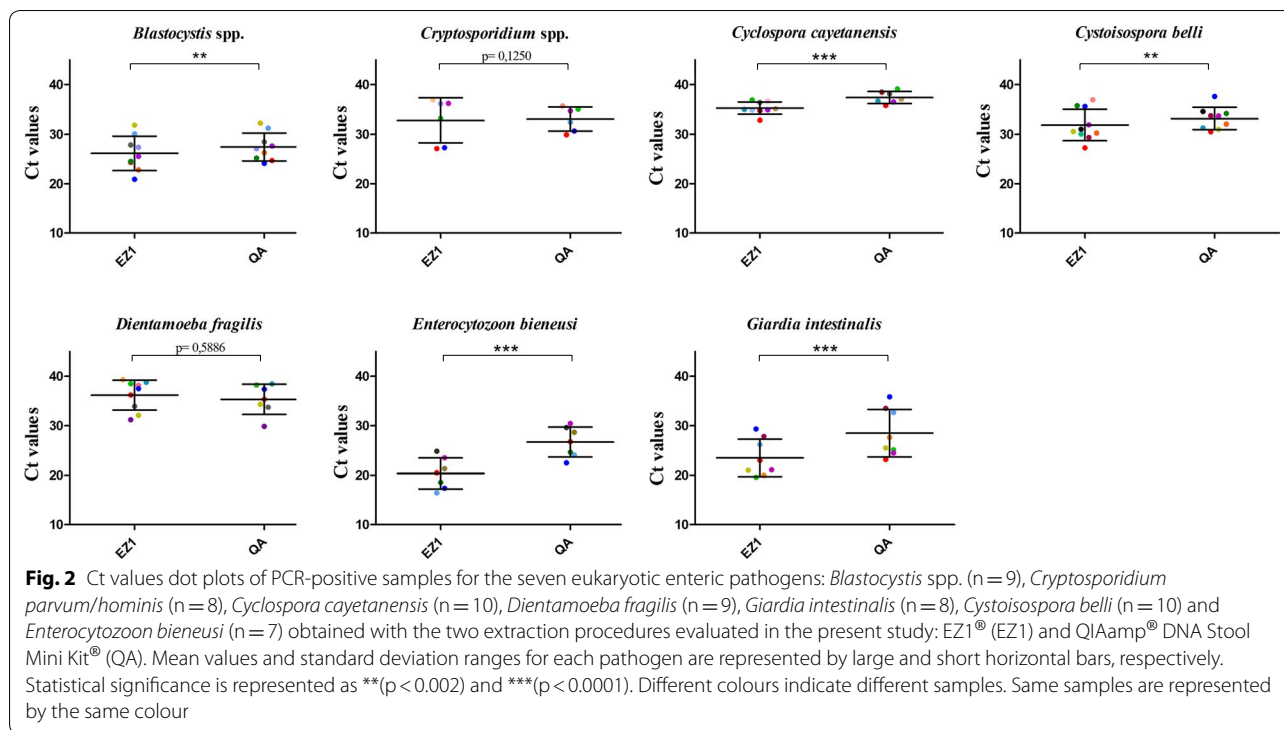 Blastocystis spp.
**
Ct values
40
30
20
10
EZ1
QA
Cryptosporidium spp.
p= 0,1250
Ct values
40
30
20
10
EZ1
QA
Cyclospora cayetanensis
***
Ct values
40
30
20
10
EZ1
QA
Cystoisospora belli
**
Ct values
40
30
20
10
EZ1
QA
Dientamoeba fragilis
p= 0,5886
Ct values
40
30
20
10
EZ1
QA
Enterocytozoon bieneusi
***
Ct values
40
30
20
10
EZ1
QA
Giardia intestinalis
***
Ct values
40
30
20
10
EZ1
QA
Fig. 2 Ct values dot plots of PCR-positive samples for the seven eukaryotic enteric pathogens: Blastocystis spp. (n = 9), Cryptosporidium
parvum/hominis (n = 8), Cyclospora cayetanensis (n = 10), Dientamoeba fragilis (n = 9), Giardia intestinalis (n = 8), Cystoisospora belli (n = 10) and
Enterocytozoon bieneusi (n = 7) obtained with the two extraction procedures evaluated in the present study: EZ1® (EZ1) and QIAamp® DNA Stool
Mini Kit® (QA). Mean values and standard deviation ranges for each pathogen are represented by large and short horizontal bars, respectively.
Statistical significance is represented as **(p < 0.002) and ***(p < 0.0001). Different colours indicate different samples. Same samples are represented
by the same colour